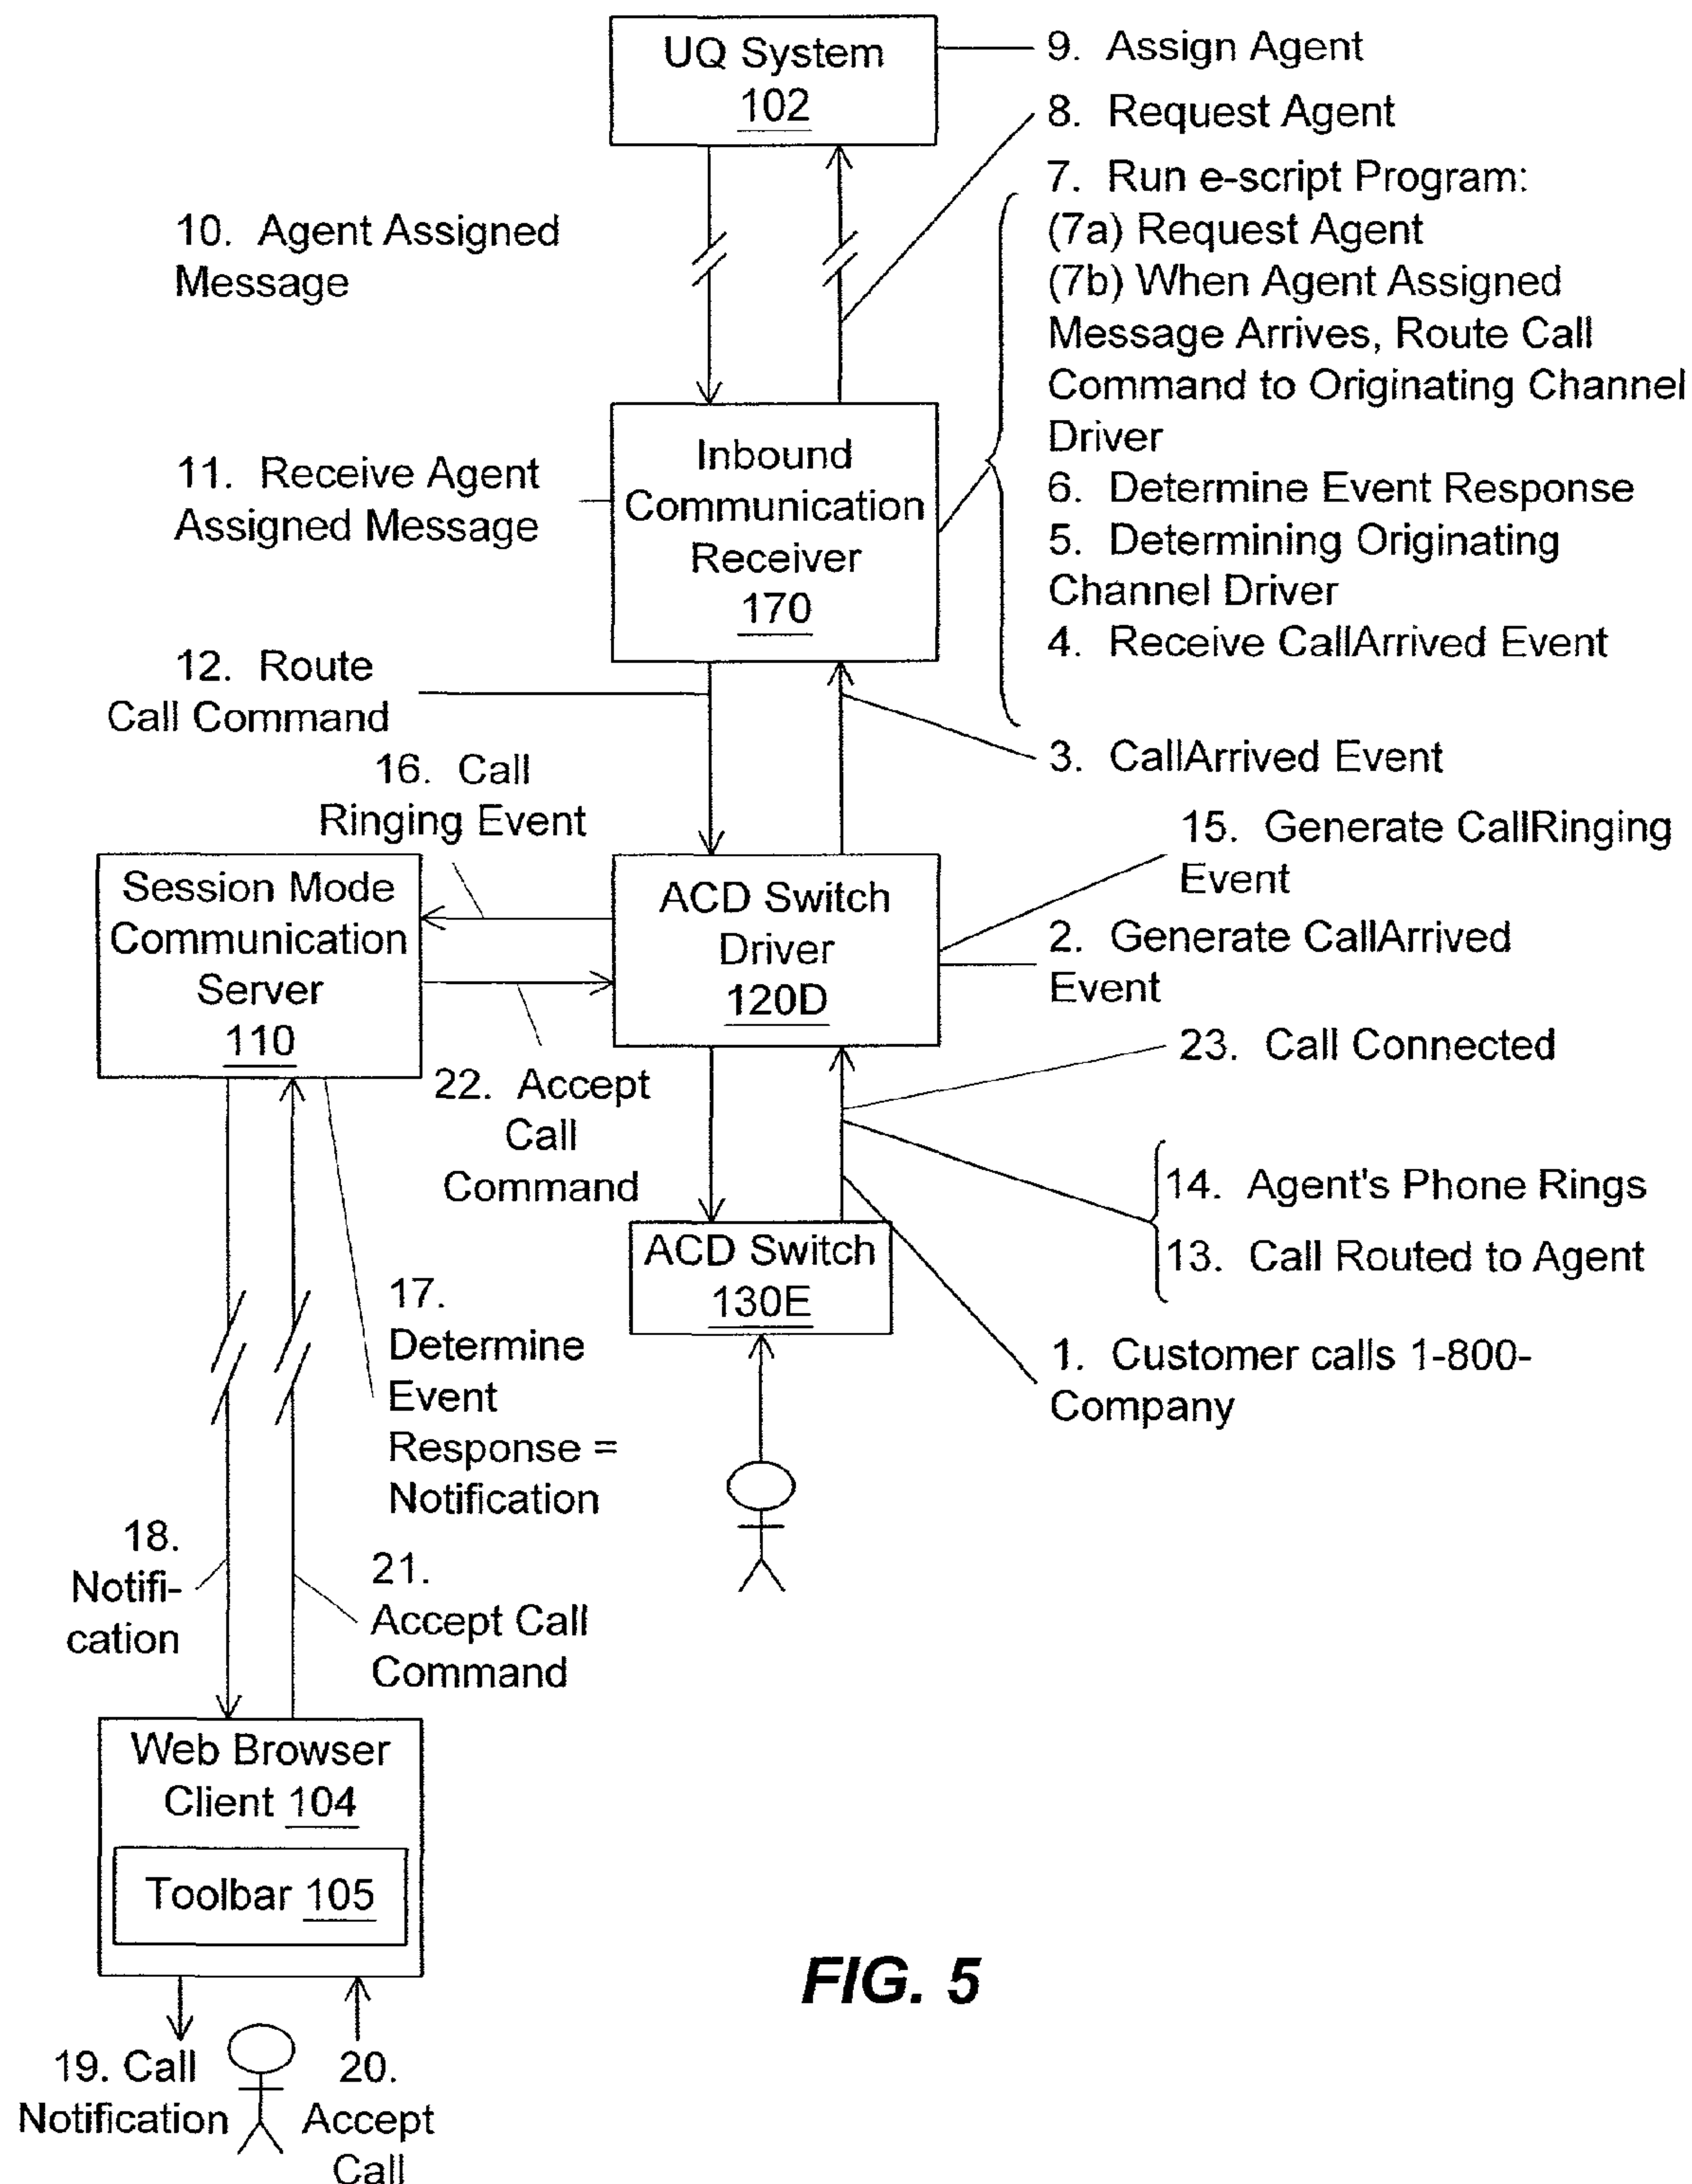 UQ System
102
9. Assign Agent
8. Request Agent
7. Run e-script Program:
(7a) Request Agent
(7b) When Agent Assigned
Message Arrives, Route Call
Command to Originating Channel
Driver
6. Determine Event Response
5. Determining Originating
Channel Driver
4. Receive CallArrived Event
10. Agent Assigned
Message
Inbound
Communication
Receiver
170
11. Receive Agent
Assigned Message
12. Route
Call Command
3. CallArrived Event
16. Call
Ringing Event
15. Generate CallRinging
Event
2. Generate CallArrived
Event
Session Mode
Communication
Server
110
ACD Switch
Driver
120D
23. Call Connected
22. Accept
Call
Command
14. Agent's Phone Rings
13. Call Routed to Agent
ACD Switch
130E
1. Customer calls 1-800-
Company
17.
Determine
Event
Response =
Notification
18.
Notifi-
cation
21.
Accept Call
Command
Web Browser
Client 104
Toolbar 105
19. Call
Notification
20.
Accept
Call
FIG. 5